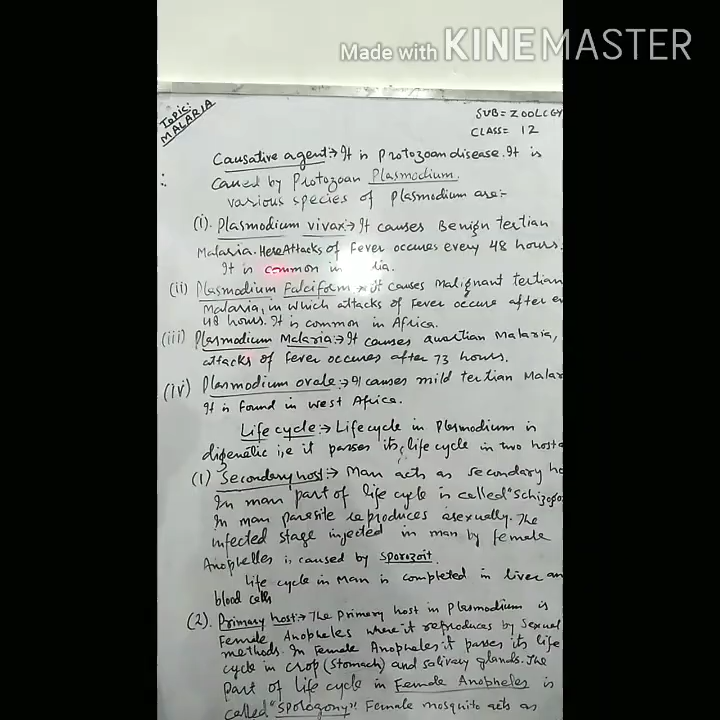 Made with KINEMASTER
Topic:
MALARIA
SUB = ZOOLOGY
CLASS = 12
Causative agent:→ It is Protozoan disease. It is
Caused by Protozoan Plasmodium.
various species of plasmodium are:-
(i). Plasmodium vivax:→ It causes Benign tertian
Malaria. Here Attacks of Fever occures every 48 hours.
It is common in dia.
(ii) Plasmodium falciform:→ It causes Malignant tertian
Malaria, in which attacks of Fever occure after ev
48 hours. It is common in Africa.
(iii) Plasmodium Malaria:→ It causes quartian Malaria,
attacks of fever occures after 73 hours.
(iv) Plasmodium ovale:→ It causes mild tertian Malar
It is found in West Africa.
Life cycle:→ Life cycle in Plasmodium is
digenatic i,e it passes its life cycle in two host
(1) Secondary host:→ Man acts as secondary ho
In man part of life cycle is called "Schizogo
In man parasite reproduces asexually. The
infected stage injected in man by female
Anophelles is caused by sporozoit.
Life cycle in Man is completed in liver an
blood cells
(2). Primary host:→ The Primary host in Plasmodium is
Female Anopheles where it reproduces by sexual
methods. In female Anopheles it passes its life
cycle in crop (stomach) and salivary glands. The
part of life cycle in Female Anopheles is
called "Sporogony". Female mosquito acts as